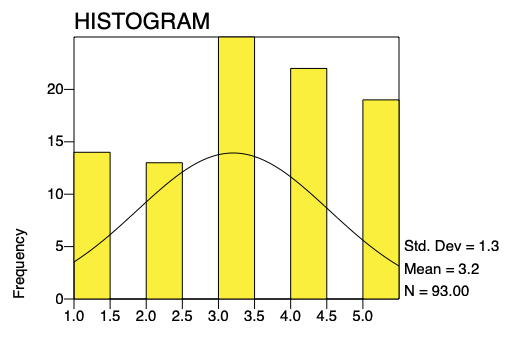 HISTOGRAM
20
15
10
5
0
Frequency
1.0 1.5 2.0 2.5 3.0 3.5 4.0 4.5 5.0
Std. Dev = 1.3
Mean = 3.2
N = 93.00